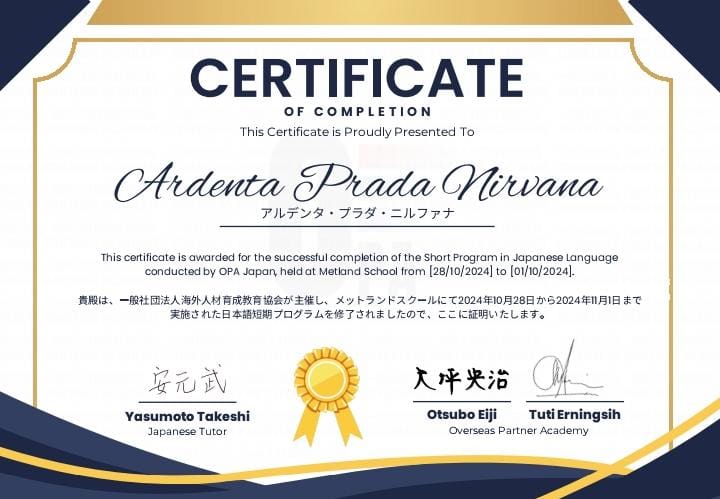 CERTIFICATE
OF COMPLETION
This Certificate is Proudly Presented To
Ardenta Prada Nirvana
アルデンタ・プラダ・ニルファナ
This certificate is awarded for the successful completion of the Short Program in Japanese Language
conducted by OPA Japan, held at Metland School from [28/10/2024] to [01/10/2024].
貴殿は、一般社団法人海外人材育成教育協会が主催し、メットランドスクールにて2024年10月28日から2024年11月1日まで
実施された日本語短期プログラムを修了されましたので、ここに証明いたします。
安元 武
大坪英治
Yasumoto Takeshi
Otsubo Eiji
Tuti Erningsih
Japanese Tutor
Overseas Partner Academy